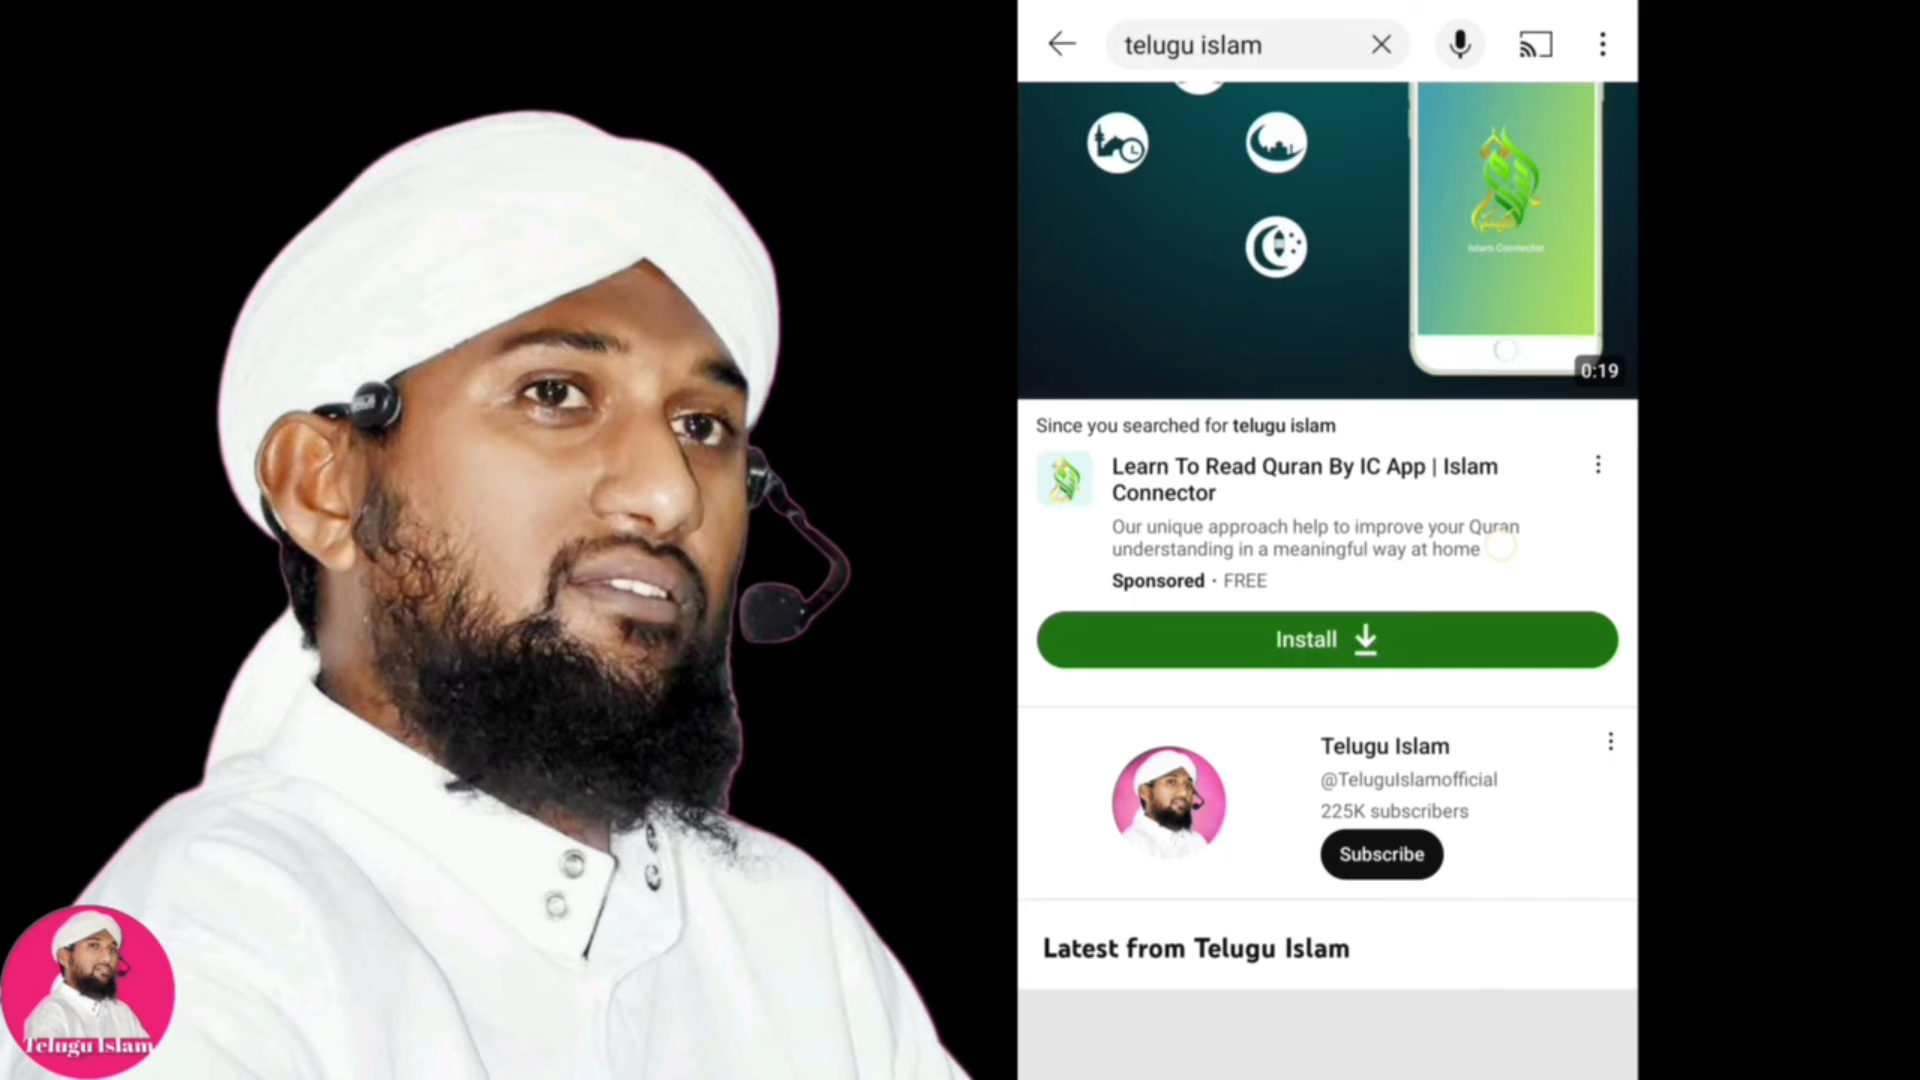 telugu islam
Islam Connector
0:19
Since you searched for telugu islam
Learn To Read Quran By IC App | Islam
Connector
Our unique approach help to improve your Quran
understanding in a meaningful way at home
Sponsored · FREE
Install
Telugu Islam
@TeluguIslamofficial
225K subscribers
Subscribe
Latest from Telugu Islam
Telugu Islam